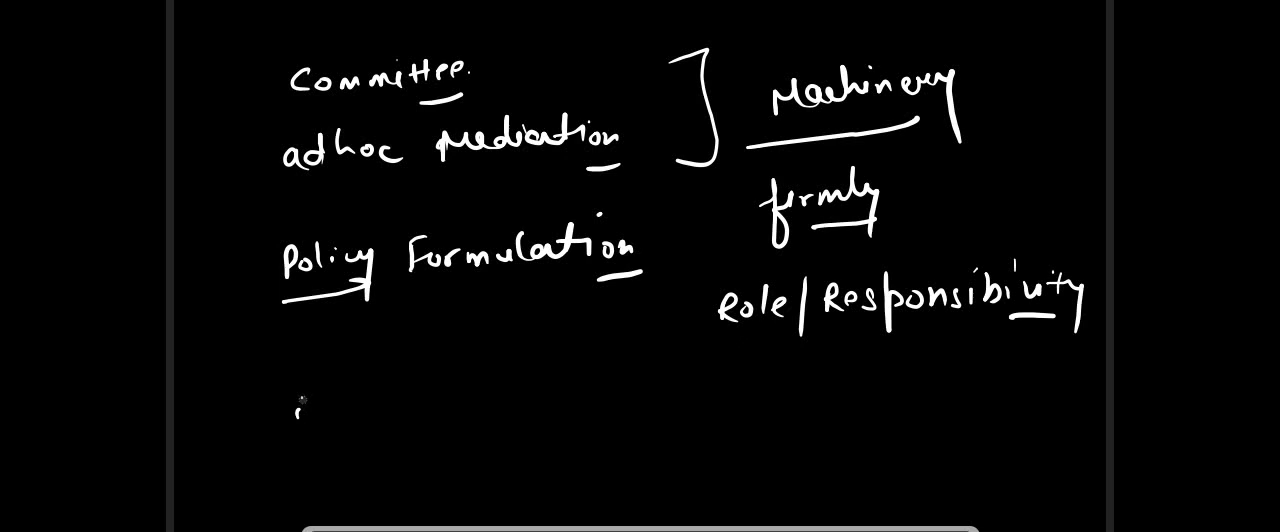 Committee.
adhoc Mediation
Policy Formulation
Machinery
firmly
Role/Responsibility